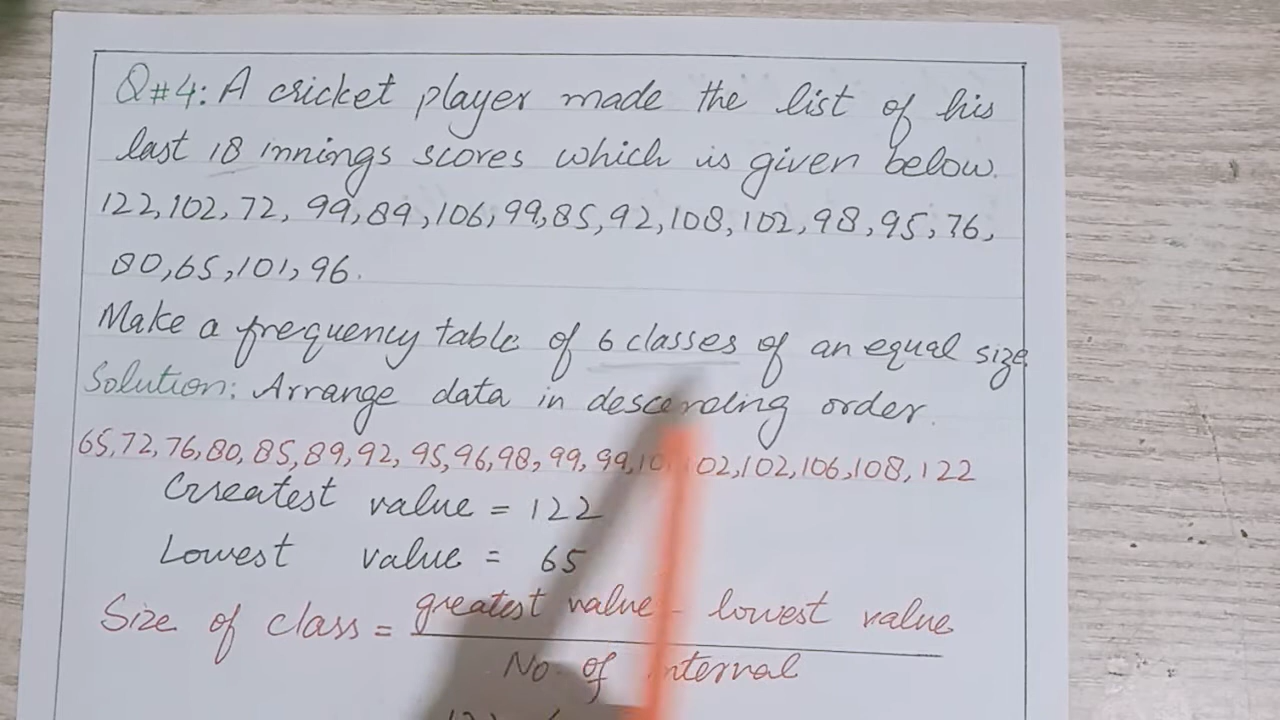 Q#4: A cricket player made the list of his
last 18 innings scores which is given below.
122,102,72, 99,89,106,99,85,92,108,102,98,95,76,
80,65,101,96.
Make a frequency table of 6 classes of an equal size.
Solution: Arrange data in descending order.
65,72,76,80,85,89,92,95,96,98,99,99,10 102,102,106,108,122
Greatest value = 122
Lowest value = 65
Size of class = greatest value - lowest value
No. of internal